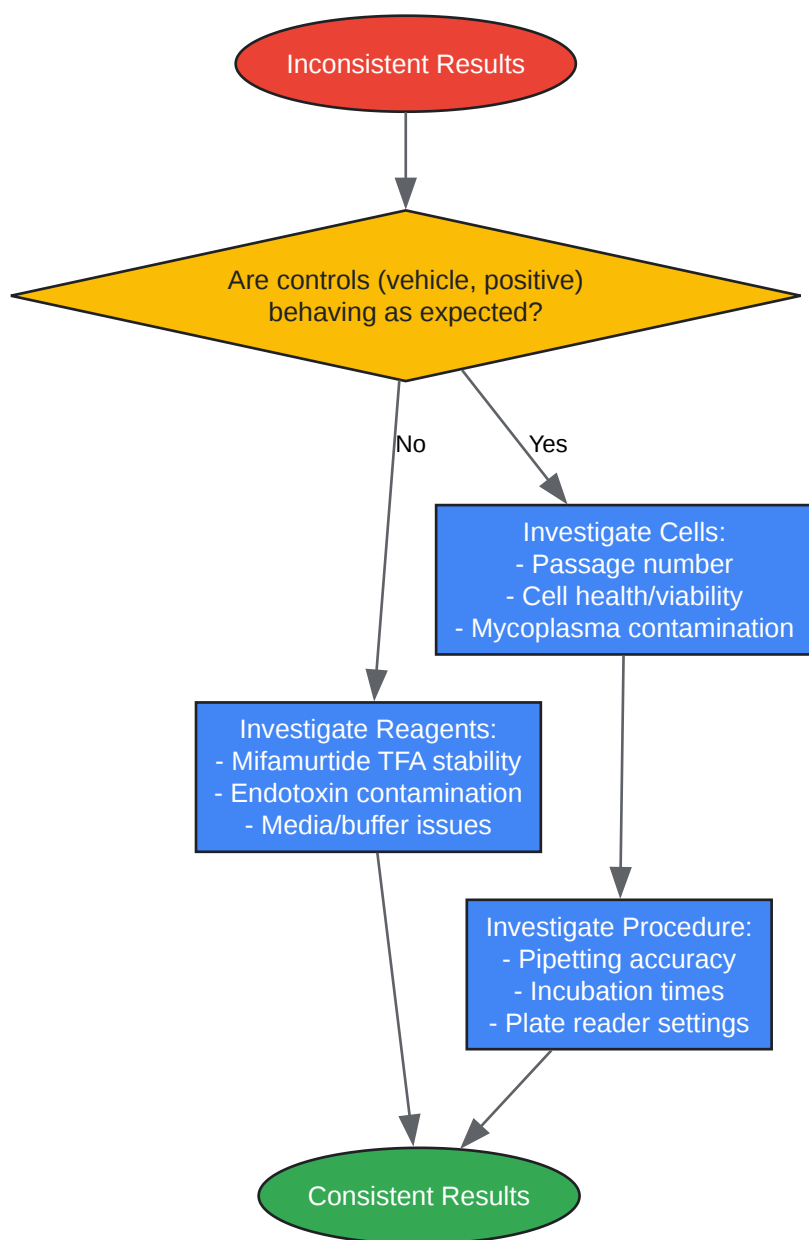 Inconsistent Results
Are controls (vehicle, positive)
behaving as expected?
No
Yes
Investigate Cells:
- Passage number
- Cell health/viability
- Mycoplasma contamination
Investigate Reagents:
- Mifamurtide TFA stability
- Endotoxin contamination
- Media/buffer issues
Investigate Procedure:
- Pipetting accuracy
- Incubation times
- Plate reader settings
Consistent Results